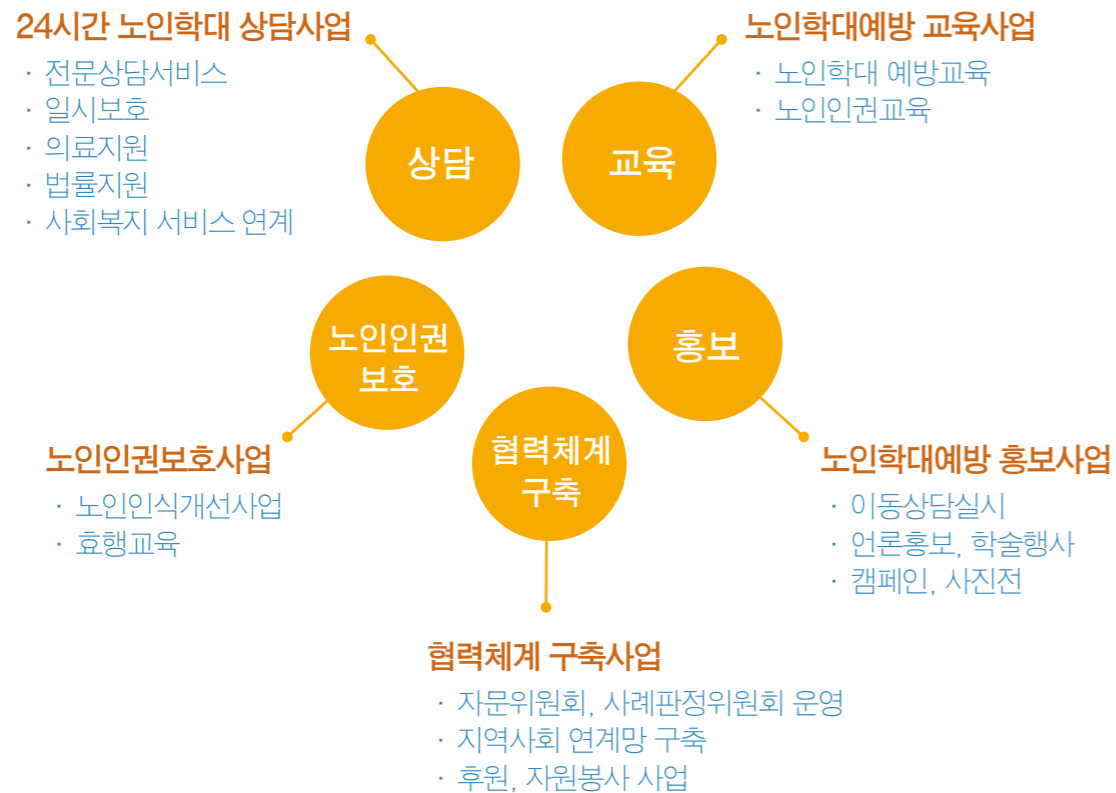 24시간 노인학대 상담사업
· 전문상담서비스
· 일시보호
· 의료지원
· 법률지원
· 사회복지 서비스 연계
상담
노인학대예방 교육사업
· 노인학대 예방교육
· 노인인권교육
교육
노인인권
보호
노인인권보호사업
· 노인인식개선사업
· 효행교육
홍보
노인학대예방 홍보사업
· 이동상담실시
· 언론홍보, 학술행사
· 캠페인, 사진전
협력체계
구축
협력체계 구축사업
· 자문위원회, 사례판정위원회 운영
· 지역사회 연계망 구축
· 후원, 자원봉사 사업